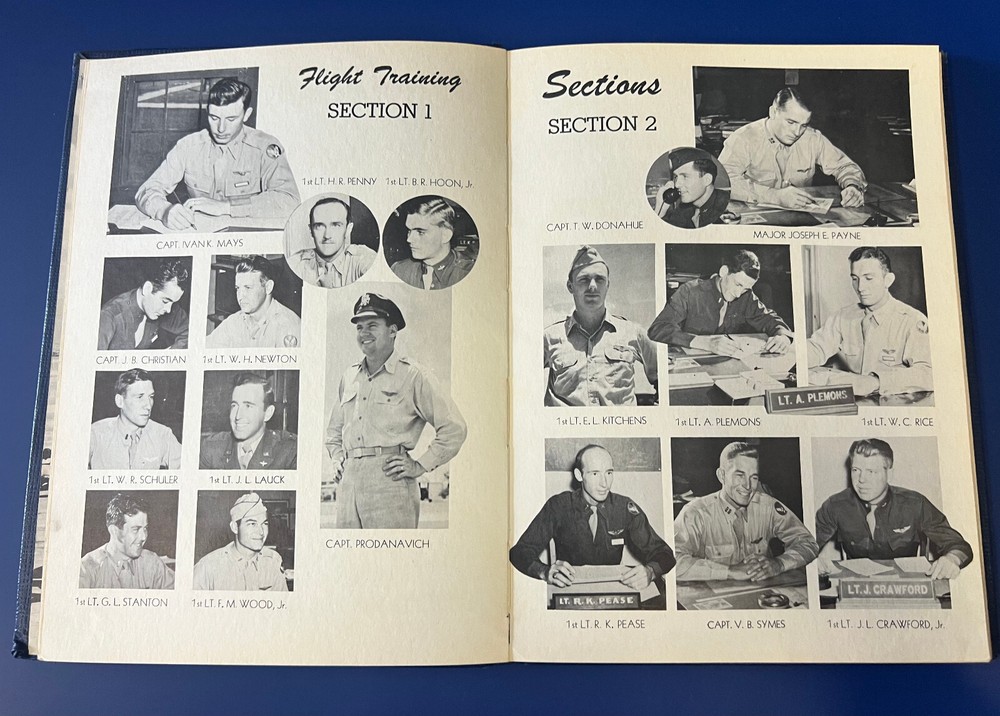 Flight Training
SECTION 1
1st LT. H. R. PENNY
1st LT. B. R. HOON, Jr.
CAPT. IVAN K. MAYS
CAPT. J. B. CHRISTIAN
1st LT. W. H. NEWTON
1st LT. W. R. SCHULER
1st LT. J. L. LAUCK
CAPT. PRODANAVICH
1st LT. G. L. STANTON
1st LT. F. M. WOOD, Jr.
Sections
SECTION 2
CAPT. T. W. DONAHUE
MAJOR JOSEPH E. PAYNE
LT. A. PLEMONS
1st LT. E. L. KITCHENS
1st LT. A. PLEMONS
1st LT. W. C. RICE
LT. R. K. PEASE
LT. J. CRAWFORD
1st LT. R. K. PEASE
CAPT. V. B. SYMES
1st LT. J. L. CRAWFORD, Jr.